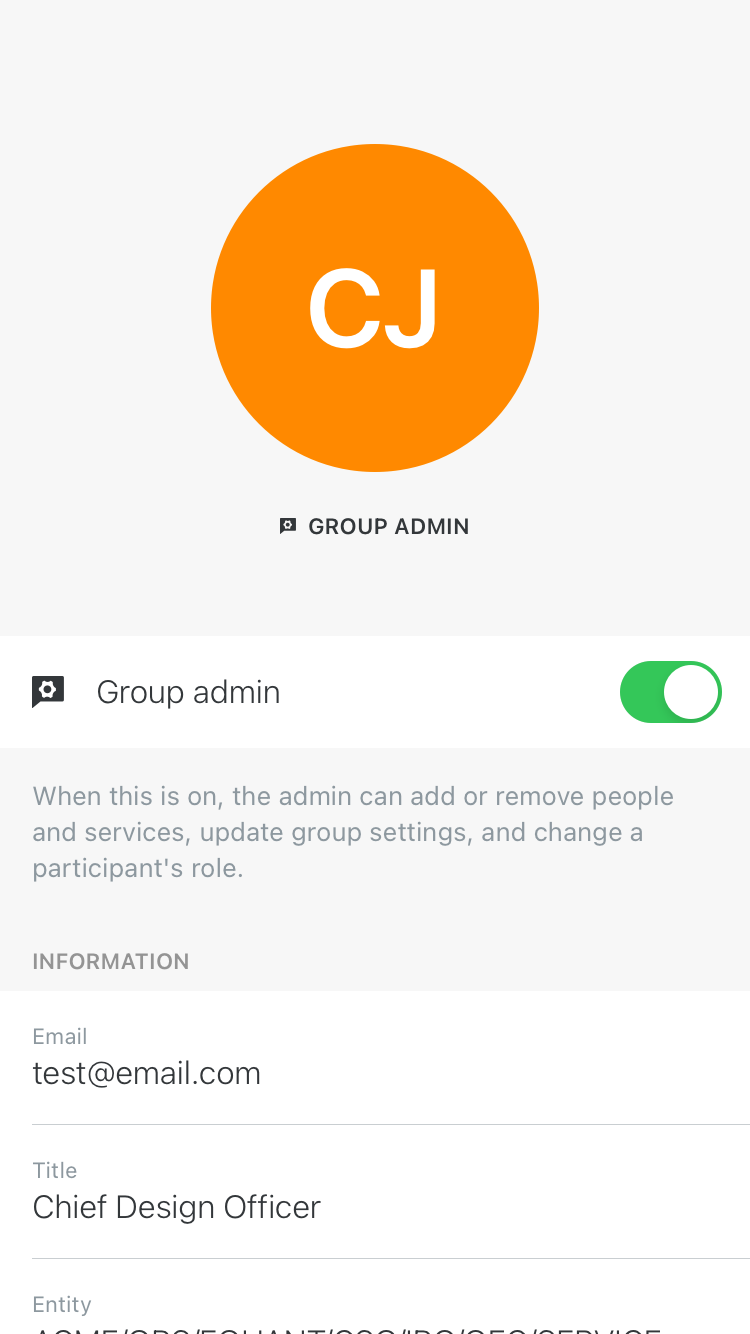 CJ
GROUP ADMIN
Group admin
When this is on, the admin can add or remove people
and services, update group settings, and change a
participant's role.
INFORMATION
Email
test@email.com
Title
Chief Design Officer
Entity